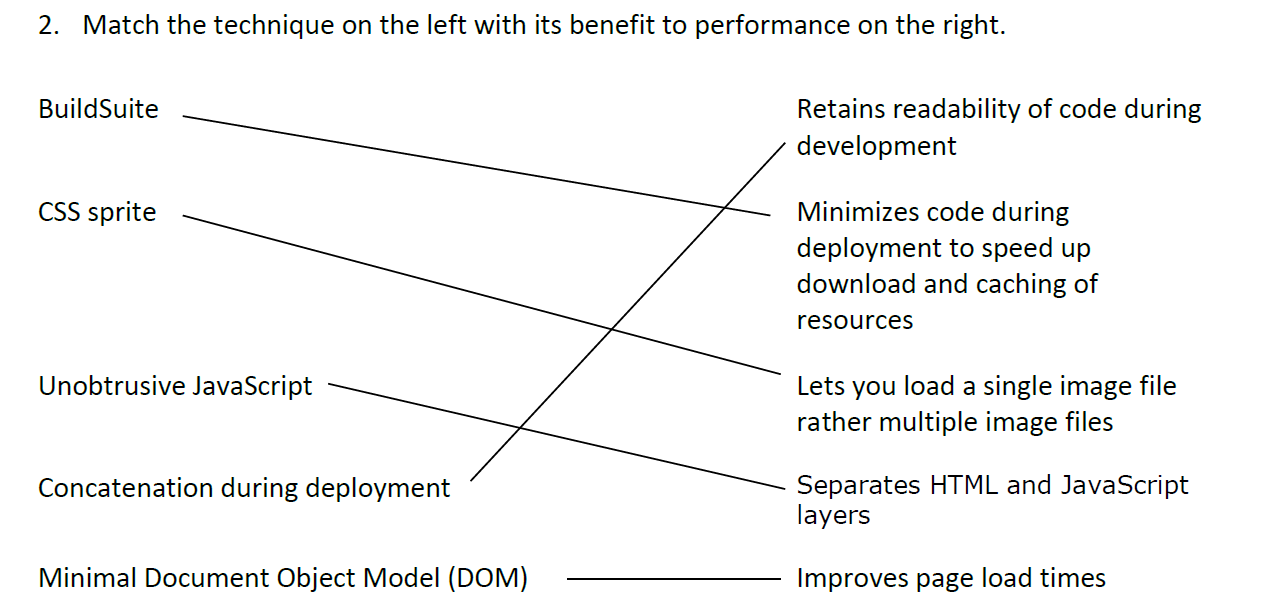 2. Match the technique on the left with its benefit to performance on the right.
BuildSuite
Retains readability of code during
development
CSS sprite
Minimizes code during
deployment to speed up
download and caching of
resources
Unobtrusive JavaScript
Lets you load a single image file
rather multiple image files
Concatenation during deployment
Separates HTML and JavaScript
layers
Minimal Document Object Model (DOM)
Improves page load times